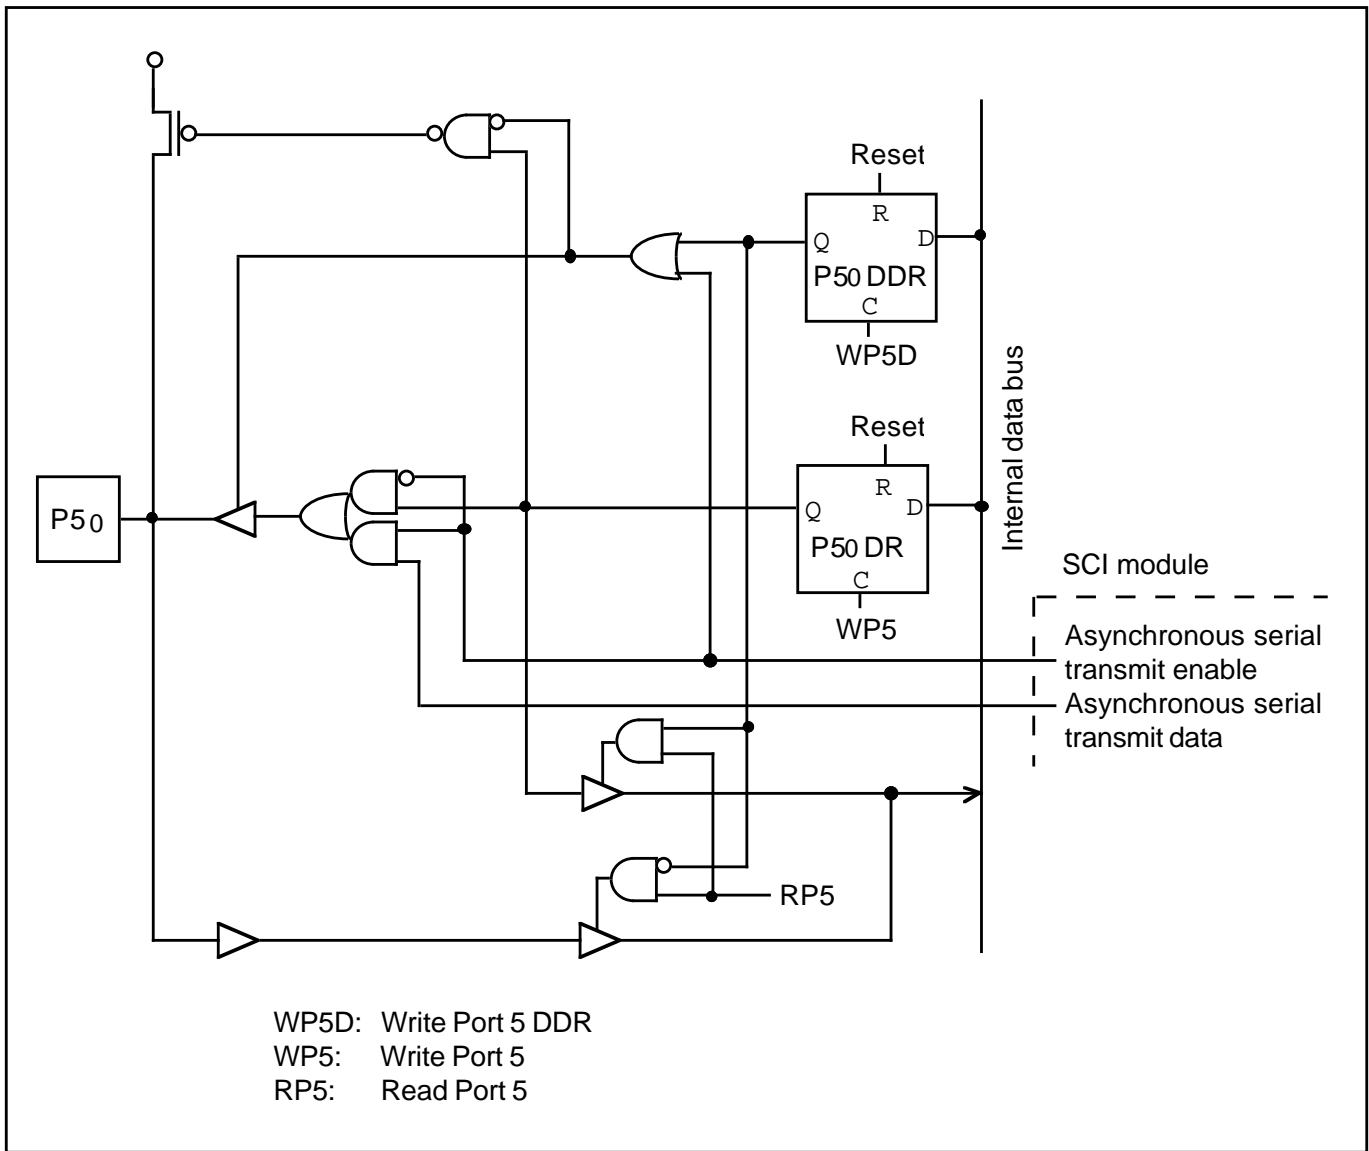 Reset
R
Q
D
P50 DDR
C
WP5D
Internal data bus
Reset
R
Q
D
P50 DR
C
WP5
P50
SCI module
Asynchronous serial
transmit enable
Asynchronous serial
transmit data
RP5
WP5D: Write Port 5 DDR
WP5: Write Port 5
RP5: Read Port 5